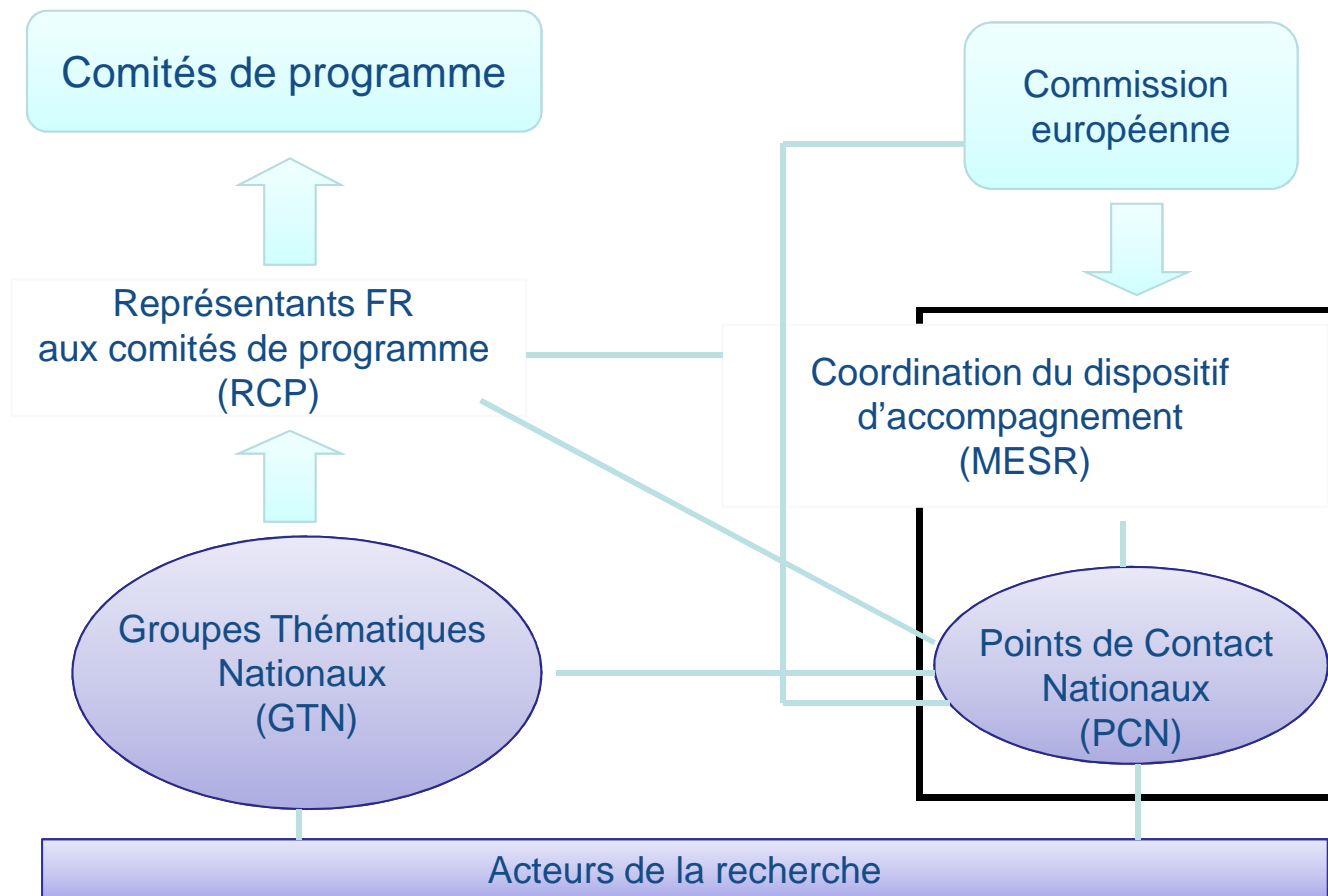 Comités de programme
Commission
européenne
Représentants FR
aux comités de programme
(RCP)
Coordination du dispositif
d’accompagnement
(MESR)
Groupes Thématiques
Nationaux
(GTN)
Points de Contact
Nationaux
(PCN)
Acteurs de la recherche